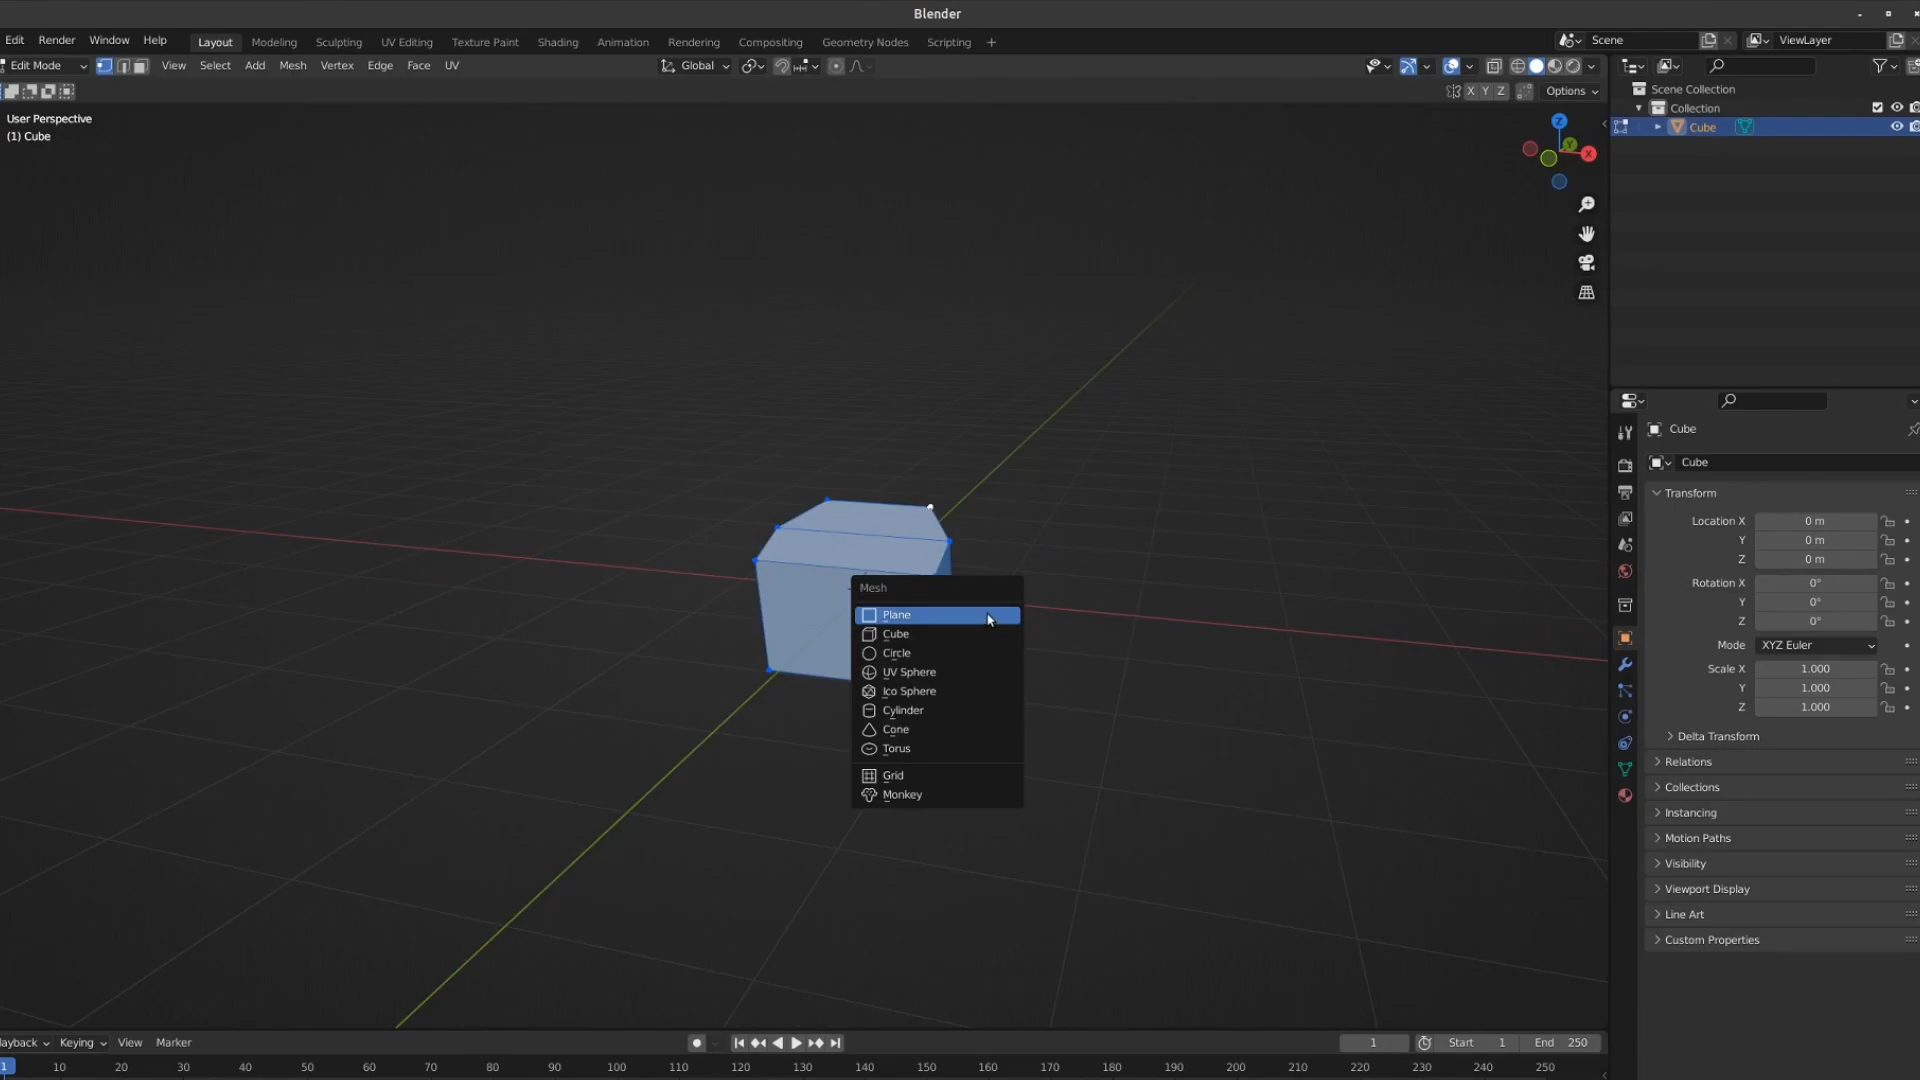 Blender
Edit Render Window Help Layout Modeling Sculpting UV Editing Texture Paint Shading Animation Rendering Compositing Geometry Nodes Scripting + Scene ViewLayer
Edit Mode View Select Add Mesh Vertex Edge Face UV Global
X Y Z Options
User Perspective
(1) Cube
Z
Y
X
Scene Collection
Collection
Cube
Mesh
Plane
Cube
Circle
UV Sphere
Ico Sphere
Cylinder
Cone
Torus
Grid
Monkey
Cube
Cube
Transform
Location X 0 m
Y 0 m
Z 0 m
Rotation X 0°
Y 0°
Z 0°
Mode XYZ Euler
Scale X 1.000
Y 1.000
Z 1.000
Delta Transform
Relations
Collections
Instancing
Motion Paths
Visibility
Viewport Display
Line Art
Custom Properties
layback Keying View Marker 1 Start 1 End 250
1 10 20 30 40 50 60 70 80 90 100 110 120 130 140 150 160 170 180 190 200 210 220 230 240 250